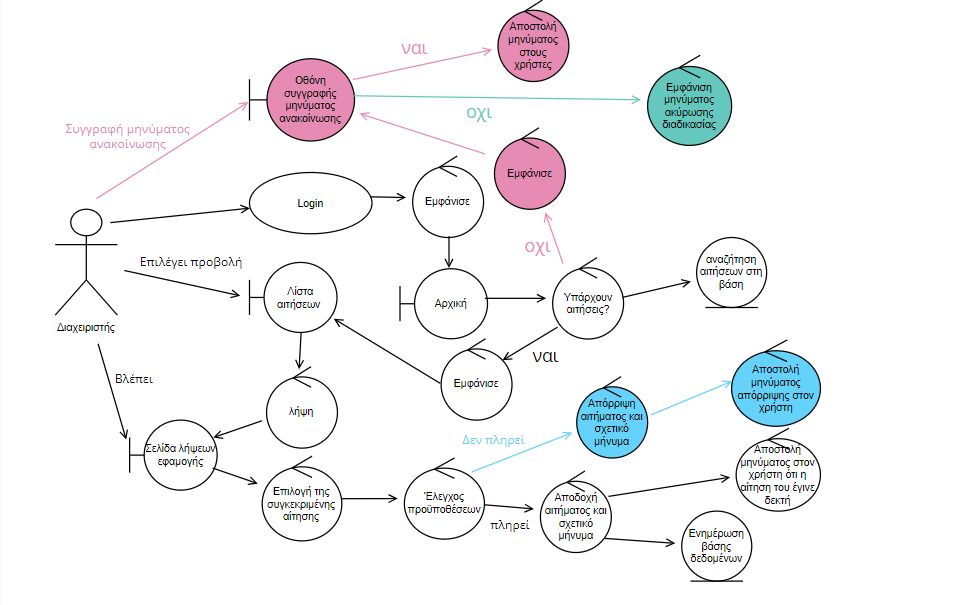 Αποστολή
μηνύματος
στους
χρήστες
ναι
Οθόνη
συγγραφής
μηνύματος
ανακοίνωσης
Εμφάνιση
μηνύματος
ακύρωσης
διαδικασίας
οχι
Συγγραφή μηνύματος
ανακοίνωσης
Εμφάνισε
Login
Εμφάνισε
οχι
Επιλέγει προβολή
Λίστα
αιτήσεων
Αρχική
Υπάρχουν
αιτήσεις?
αναζήτηση
αιτήσεων στη
βάση
Διαχειριστής
ναι
Εμφάνισε
Βλέπει
λήψη
Απόρριψη
αιτήματος και
σχετικό
μήνυμα
Αποστολή
μηνύματος
απόρριψης στον
χρήστη
Δεν πληρεί
Σελίδα λήψεων
εφαμογής
Επιλογή της
συγκεκριμένης
αίτησης
Έλεγχος
προϋποθέσεων
πληρεί
Αποδοχή
αιτήματος και
σχετικό
μήνυμα
Αποστολή
μηνύματος στον
χρήστη ότι η
αίτηση του έγινε
δεκτή
Ενημέρωση
βάσης
δεδομένων